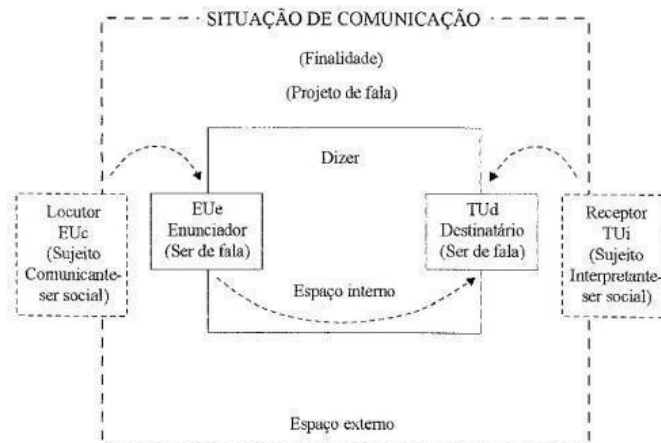 SITUAÇÃO DE COMUNICAÇÃO
(Finalidade)
(Projeto de fala)
Dizer
Locutor
EUc
(Sujeito
Comunicante-
ser social)
EUe
Enunciador
(Ser de fala)
TUd
Destinatário
(Ser de fala)
Receptor
TUi
(Sujeito
Interpretante-
ser social)
Espaço interno
Espaço externo